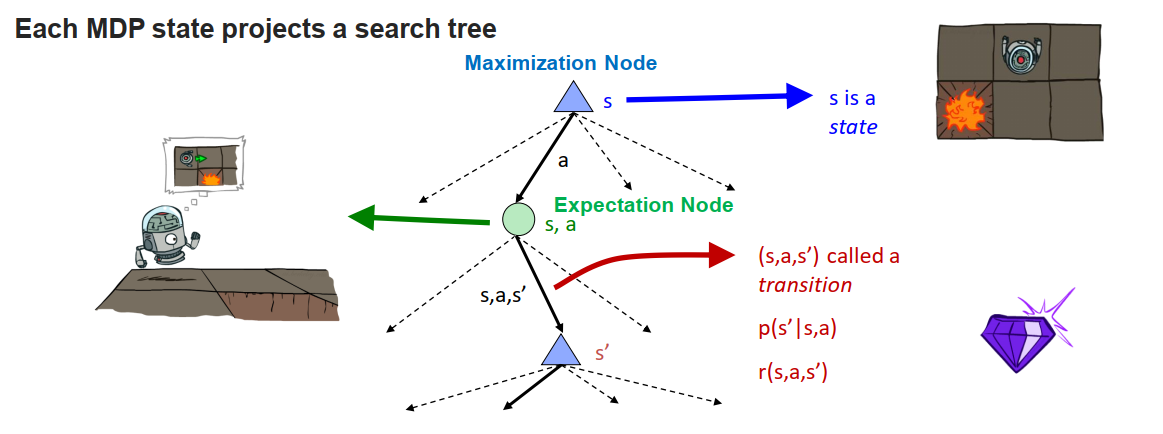 Each MDP state projects a search tree
Maximization Node
s
s is a
state
a
Expectation Node
s, a
(s,a,s’) called a
transition
s,a,s’
p(s’|s,a)
s’
r(s,a,s’)